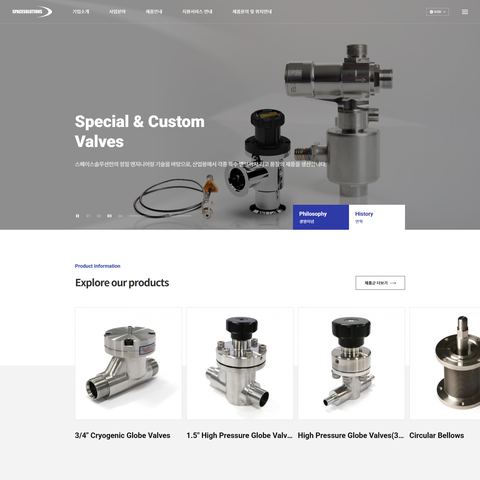 SPACESOLUTIONS
기업소개
사업분야
제품안내
지원서비스 안내
제품문의 및 위치안내
KOR
Special & Custom
Valves
Philosophy
경영이념
History
연혁
Product Information
Explore our products
제품군 더보기
3/4" Cryogenic Globe Valves
1.5" High Pressure Globe Valv...
High Pressure Globe Valves(3...
Circular Bellows